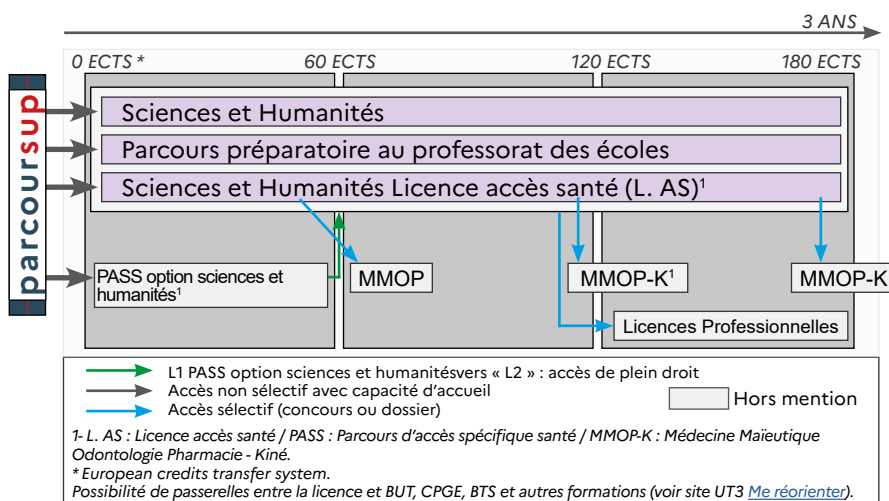 3 ANS
0 ECTS *
60 ECTS
120 ECTS
180 ECTS
parcoursup
Sciences et Humanités
Parcours préparatoire au professorat des écoles
Sciences et Humanités Licence accès santé (L. AS)¹
PASS option sciences et
humanités¹
MMOP
MMOP-K¹
MMOP-K
Licences Professionnelles
L1 PASS option sciences et humanitésvers « L2 » : accès de plein droit
Accès non sélectif avec capacité d'accueil
Accès sélectif (concours ou dossier)
Hors mention
1- L. AS : Licence accès santé / PASS : Parcours d'accès spécifique santé / MMOP-K : Médecine Maïeutique
Odontologie Pharmacie - Kiné.
* European credits transfer system.
Possibilité de passerelles entre la licence et BUT, CPGE, BTS et autres formations (voir site UT3 Me réorienter).